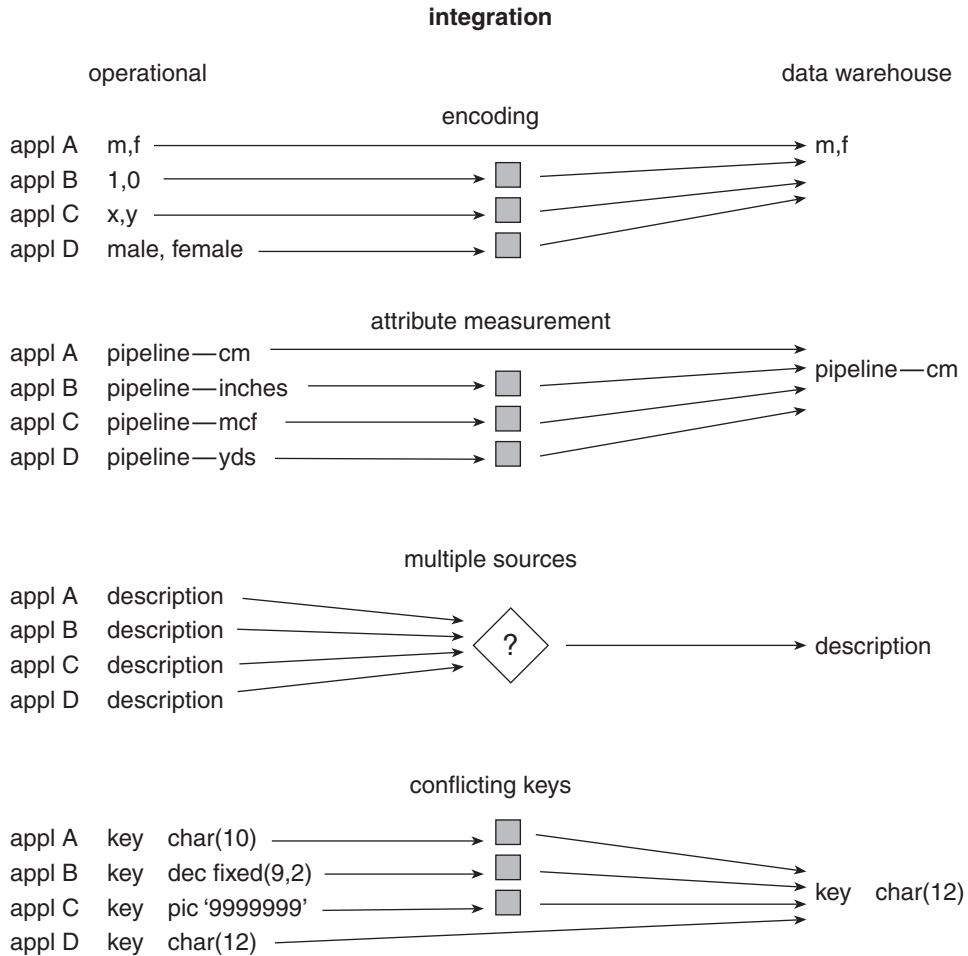 integration
operational data warehouse
encoding
appl A m,f m,f
appl B 1,0
appl C x,y
appl D male, female
attribute measurement
appl A pipeline—cm
pipeline—cm
appl B pipeline—inches
appl C pipeline—mcf
appl D pipeline—yds
multiple sources
appl A description
appl B description
? description
appl C description
appl D description
conflicting keys
appl A key char(10)
appl B key dec fixed(9,2)
key char(12)
appl C key pic ‘9999999’
appl D key char(12)